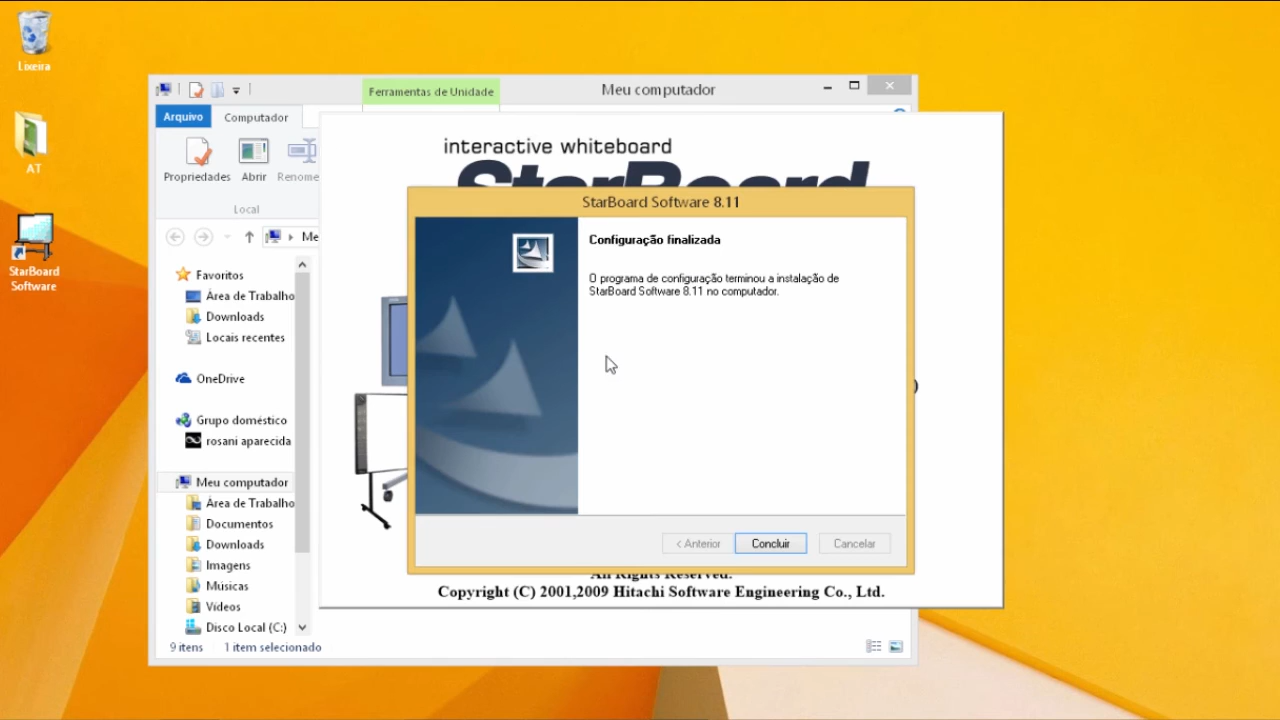 Lixeira
AT
StarBoard
Software
Ferramentas de Unidade
Meu computador
Arquivo
Computador
Propriedades
Abrir
Renome
Local
Me
Favoritos
Área de Trabalho
Downloads
Locais recentes
OneDrive
Grupo doméstico
rosani aparecida
Meu computador
Área de Trabalho
Documentos
Downloads
Imagens
Músicas
Vídeos
Disco Local (C:)
9 itens
1 item selecionado
interactive whiteboard
StarBoard
StarBoard Software 8.11
Configuração finalizada
O programa de configuração terminou a instalação de
StarBoard Software 8.11 no computador.
< Anterior
Concluir
Cancelar
All Rights Reserved.
Copyright (C) 2001,2009 Hitachi Software Engineering Co., Ltd.